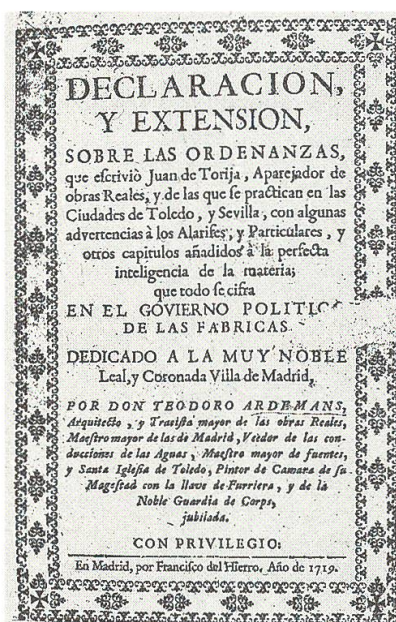 DECLARACION,
Y EXTENSION,
SOBRE LAS ORDENANZAS,
que escriviò Juan de Torija, Aparejador de
obras Reales, y de las que se practican en las
Ciudades de Toledo, y Sevilla, con algunas
advertencias à los Alarifes, y Particulares, y
otros capitulos añadidos à la perfecta
inteligencia de la materia;
que todo se cifra
EN EL GOVIERNO POLITICO
DE LAS FABRICAS.
DEDICADO A LA MUY NOBLE
Leal, y Coronada Villa de Madrid,
POR DON TEODORO ARDEMANS,
Arquitecto, y Tracista mayor de las obras Reales,
Maestro mayor de las de Madrid, Veedor de las con-
ducciones de las Aguas, Maestro mayor de fuentes,
y Santa Iglesia de Toledo, Pintor de Camara de su
Magestad con la llave de Furriera, y de la
Noble Guardia de Corps,
jubilada.
CON PRIVILEGIO:
En Madrid, por Francisco del Hierro, Año de 1719.